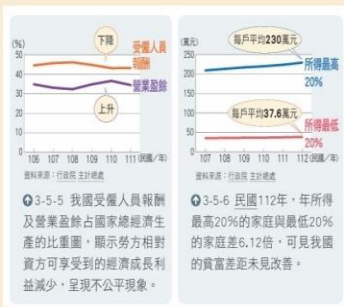 (%)
50
40
30
20
10
0
下降
受僱人員
報酬
營業盈餘
上升
106 107 108 109 110 111(民國/年)
資料來源：行政院 主計總處
3-5-5 我國受僱人員報酬
及營業盈餘占國家總經濟生
產的比重圖，顯示勞方相對
資方可享受到的經濟成長利
益減少，呈現不公平現象。
(萬元)
250
200
150
100
50
0
每戶平均230萬元
所得最高
20%
每戶平均37.6萬元
所得最低
20%
107 108 109 110 111 112(民國/年)
資料來源：行政院 主計總處
3-5-6 民國112年，年所得
最高20%的家庭與最低20%
的家庭差6.12倍，可見我國
的貧富差距未見改善。